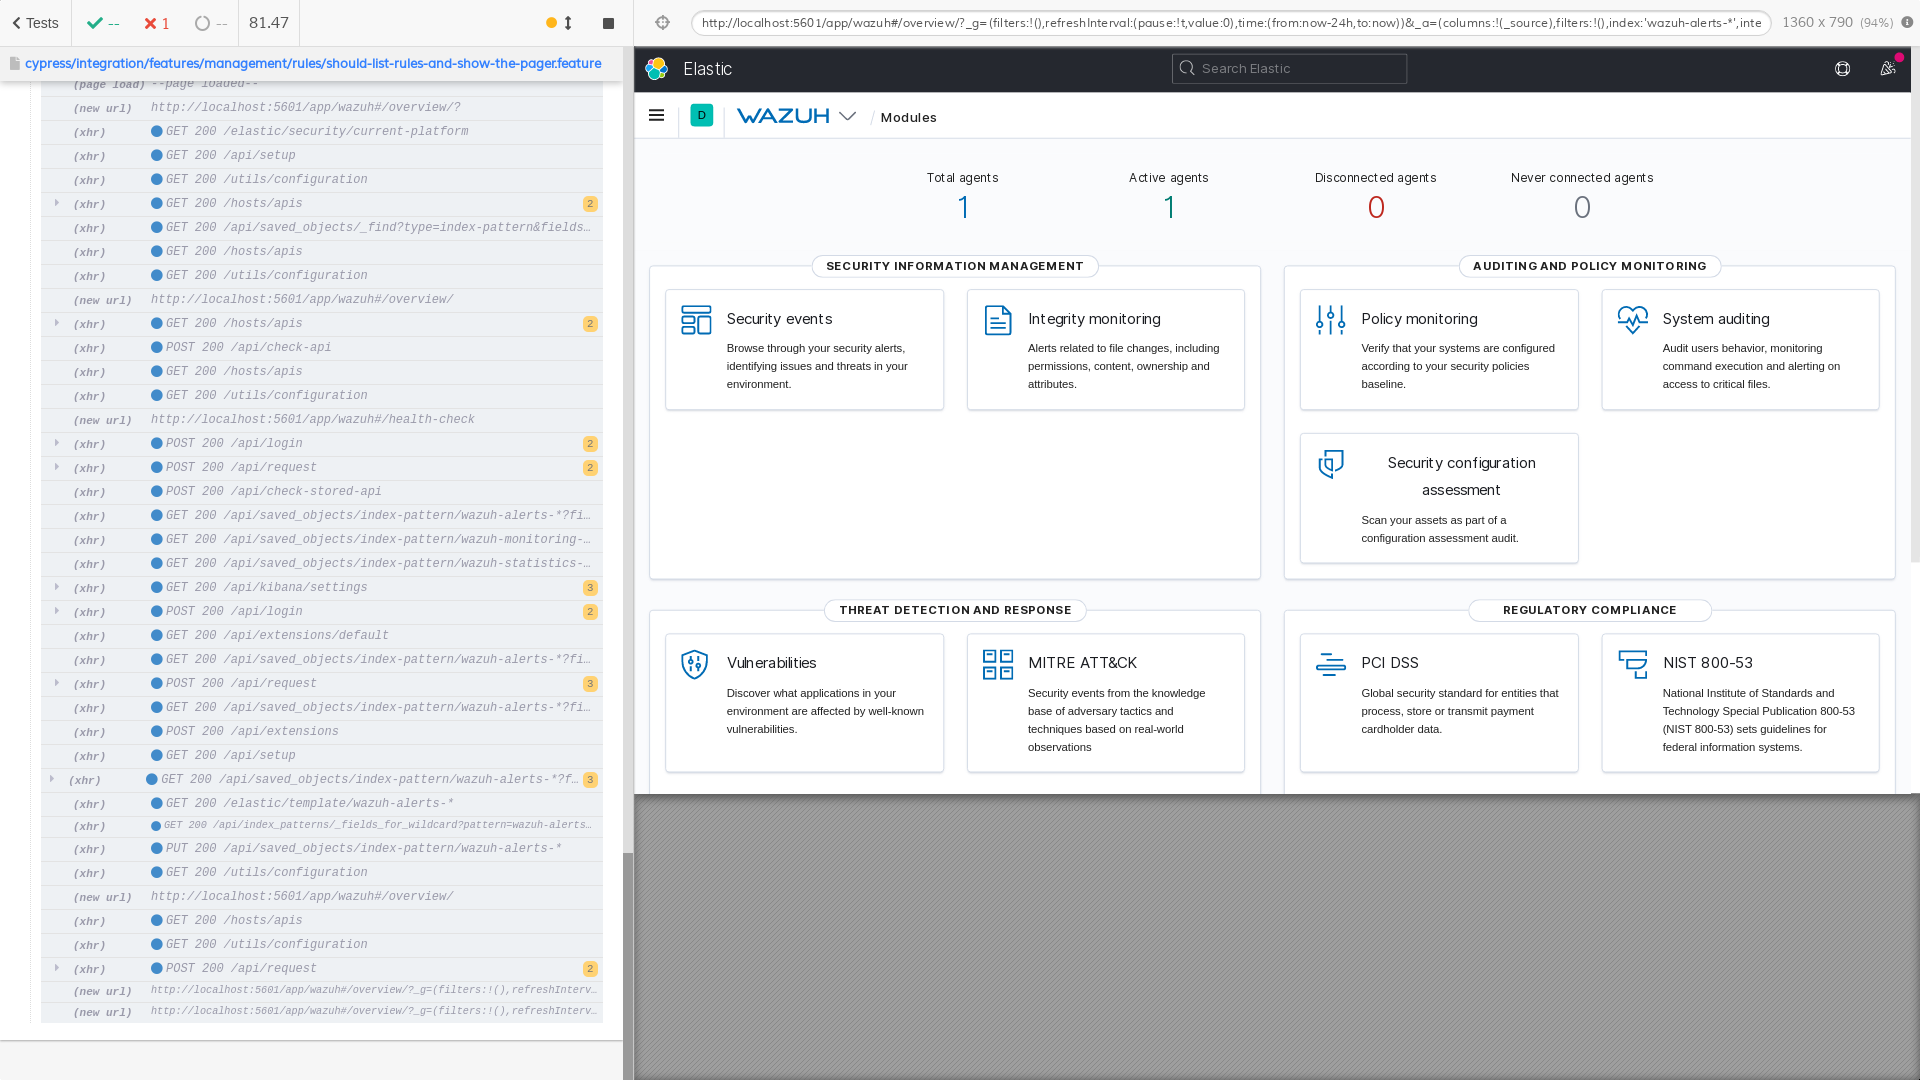 Tests
--
1
--
81.47
cypress/integration/features/management/rules/should-list-rules-and-show-the-pager.feature
(page load) --page loaded--
(new url) http://localhost:5601/app/wazuh#/overview/?
(xhr) GET 200 /elastic/security/current-platform
(xhr) GET 200 /api/setup
(xhr) GET 200 /utils/configuration
(xhr) GET 200 /hosts/apis 2
(xhr) GET 200 /api/saved_objects/_find?type=index-pattern&fields…
(xhr) GET 200 /hosts/apis
(xhr) GET 200 /utils/configuration
(new url) http://localhost:5601/app/wazuh#/overview/
(xhr) GET 200 /hosts/apis 2
(xhr) POST 200 /api/check-api
(xhr) GET 200 /hosts/apis
(xhr) GET 200 /utils/configuration
(new url) http://localhost:5601/app/wazuh#/health-check
(xhr) POST 200 /api/login 2
(xhr) POST 200 /api/request 2
(xhr) POST 200 /api/check-stored-api
(xhr) GET 200 /api/saved_objects/index-pattern/wazuh-alerts-*?fi…
(xhr) GET 200 /api/saved_objects/index-pattern/wazuh-monitoring-…
(xhr) GET 200 /api/saved_objects/index-pattern/wazuh-statistics-…
(xhr) GET 200 /api/kibana/settings 3
(xhr) POST 200 /api/login 2
(xhr) GET 200 /api/extensions/default
(xhr) GET 200 /api/saved_objects/index-pattern/wazuh-alerts-*?fi…
(xhr) POST 200 /api/request 3
(xhr) GET 200 /api/saved_objects/index-pattern/wazuh-alerts-*?fi…
(xhr) POST 200 /api/extensions
(xhr) GET 200 /api/setup
(xhr) GET 200 /api/saved_objects/index-pattern/wazuh-alerts-*?f… 3
(xhr) GET 200 /elastic/template/wazuh-alerts-*
(xhr) GET 200 /api/index_patterns/_fields_for_wildcard?pattern=wazuh-alerts…
(xhr) PUT 200 /api/saved_objects/index-pattern/wazuh-alerts-*
(xhr) GET 200 /utils/configuration
(new url) http://localhost:5601/app/wazuh#/overview/
(xhr) GET 200 /hosts/apis
(xhr) GET 200 /utils/configuration
(xhr) POST 200 /api/request 2
(new url) http://localhost:5601/app/wazuh#/overview/?_g=(filters:!(),refreshInterv…
(new url) http://localhost:5601/app/wazuh#/overview/?_g=(filters:!(),refreshInterv…
http://localhost:5601/app/wazuh#/overview/?_g=(filters:!(),refreshInterval:(pause:!t,value:0),time:(from:now-24h,to:now))&_a=(columns:!(_source),filters:!(),index:'wazuh-alerts-*',inte
1360 x 790 (94%)
Elastic
Search Elastic
D
WAZUH
/ Modules
Total agents
1
Active agents
1
Disconnected agents
0
Never connected agents
0
SECURITY INFORMATION MANAGEMENT
Security events
Browse through your security alerts,
identifying issues and threats in your
environment.
Integrity monitoring
Alerts related to file changes, including
permissions, content, ownership and
attributes.
AUDITING AND POLICY MONITORING
Policy monitoring
Verify that your systems are configured
according to your security policies
baseline.
System auditing
Audit users behavior, monitoring
command execution and alerting on
access to critical files.
Security configuration
assessment
Scan your assets as part of a
configuration assessment audit.
THREAT DETECTION AND RESPONSE
Vulnerabilities
Discover what applications in your
environment are affected by well-known
vulnerabilities.
MITRE ATT&CK
Security events from the knowledge
base of adversary tactics and
techniques based on real-world
observations
REGULATORY COMPLIANCE
PCI DSS
Global security standard for entities that
process, store or transmit payment
cardholder data.
NIST 800-53
National Institute of Standards and
Technology Special Publication 800-53
(NIST 800-53) sets guidelines for
federal information systems.